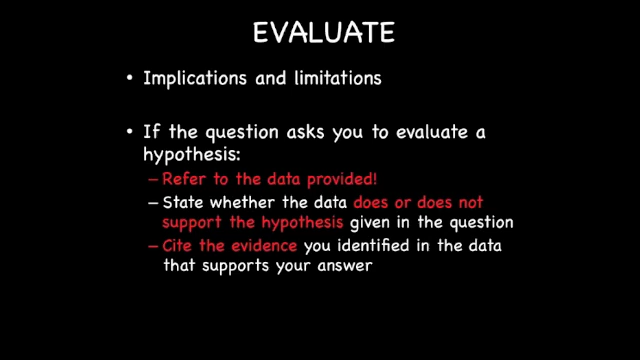 EVALUATE
• Implications and limitations
• If the question asks you to evaluate a
hypothesis:
– Refer to the data provided!
– State whether the data does or does not
support the hypothesis given in the question
– Cite the evidence you identified in the data
that supports your answer